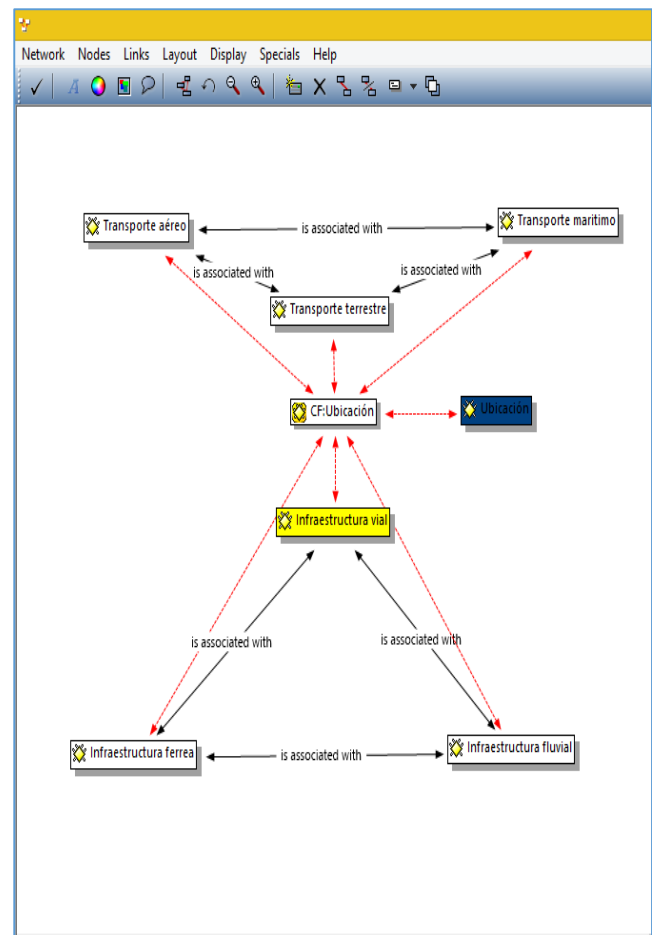 Network Nodes Links Layout Display Specials Help
A
Transporte aéreo
is associated with
Transporte maritimo
is associated with
is associated with
Transporte terrestre
CF:Ubicación
Ubicación
Infraestructura vial
is associated with
is associated with
Infraestructura ferrea
is associated with
Infraestructura fluvial